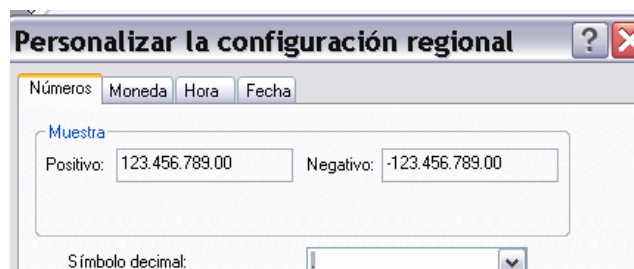 Personalizar la configuración regional
Números Moneda Hora Fecha
Muestra
Positivo: 123.456.789.00 Negativo: -123.456.789.00
Símbolo decimal: